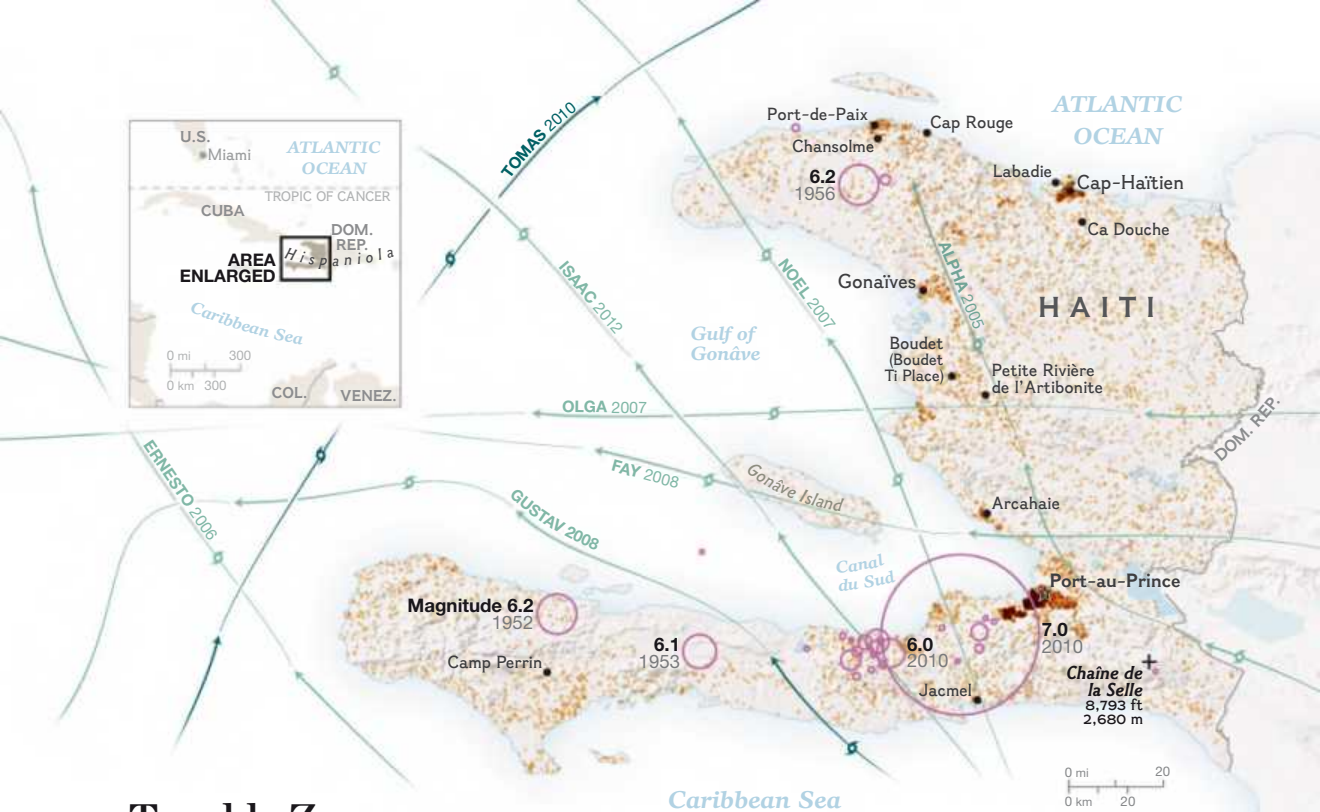 ATLANTIC
OCEAN
Port-de-Paix
Cap Rouge
Chansolme
6.2
1956
Labadie
Cap-Haïtien
Ca Douche
TOMAS 2010
U.S.
Miami
ATLANTIC
OCEAN
TROPIC OF CANCER
CUBA
DOM.
REP.
Hispaniola
AREA
ENLARGED
Caribbean Sea
0 mi 300
0 km 300
COL.
VENEZ.
ISAAC 2012
NOEL 2007
ALPHA 2005
Gonaïves
HAITI
Gulf of
Gonâve
Boudet
(Boudet
Ti Place)
Petite Rivière
de l'Artibonite
OLGA 2007
DOM. REP.
ERNESTO 2006
FAY 2008
Gonâve Island
GUSTAV 2008
Arcahaie
Canal
du Sud
Port-au-Prince
Magnitude 6.2
1952
6.1
1953
6.0
2010
7.0
2010
Camp Perrin
Jacmel
Chaîne de
la Selle
8,793 ft
2,680 m
Caribbean Sea
0 mi 20
0 km 20